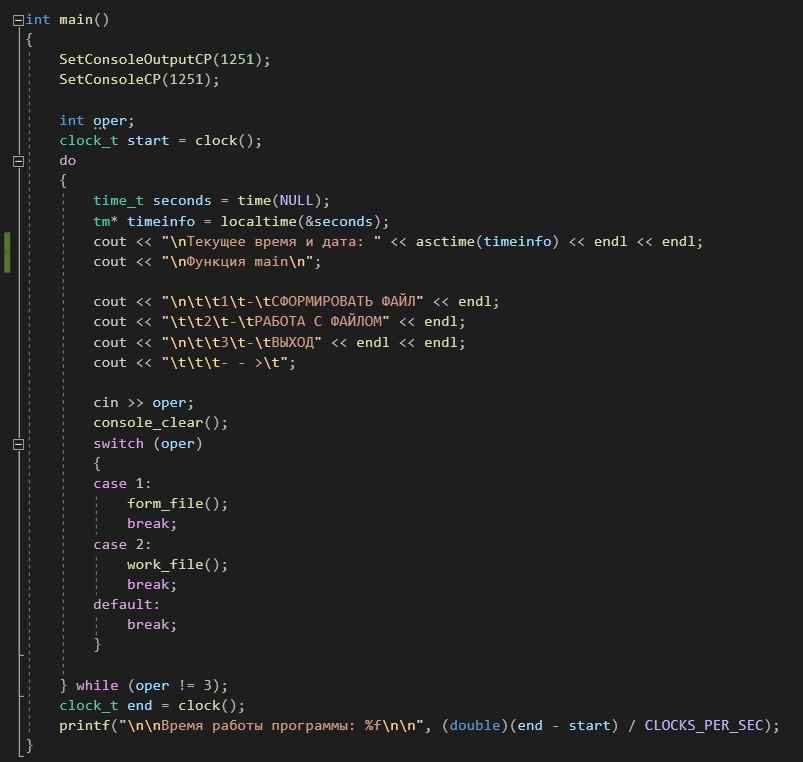 int main()
{
    SetConsoleOutputCP(1251);
    SetConsoleCP(1251);

    int oper;
    clock_t start = clock();
    do
    {
        time_t seconds = time(NULL);
        tm* timeinfo = localtime(&seconds);
        cout << "\nТекущее время и дата: " << asctime(timeinfo) << endl << endl;
        cout << "\nФункция main\n";

        cout << "\n\t\t1\t-\tСФОРМИРОВАТЬ ФАЙЛ" << endl;
        cout << "\t\t2\t-\tРАБОТА С ФАЙЛОМ" << endl;
        cout << "\n\t\t3\t-\tВЫХОД" << endl << endl;
        cout << "\t\t\t- - >\t";

        cin >> oper;
        console_clear();
        switch (oper)
        {
        case 1:
            form_file();
            break;
        case 2:
            work_file();
            break;
        default:
            break;
        }

    } while (oper != 3);
    clock_t end = clock();
    printf("\n\nВремя работы программы: %f\n\n", (double)(end - start) / CLOCKS_PER_SEC);
}